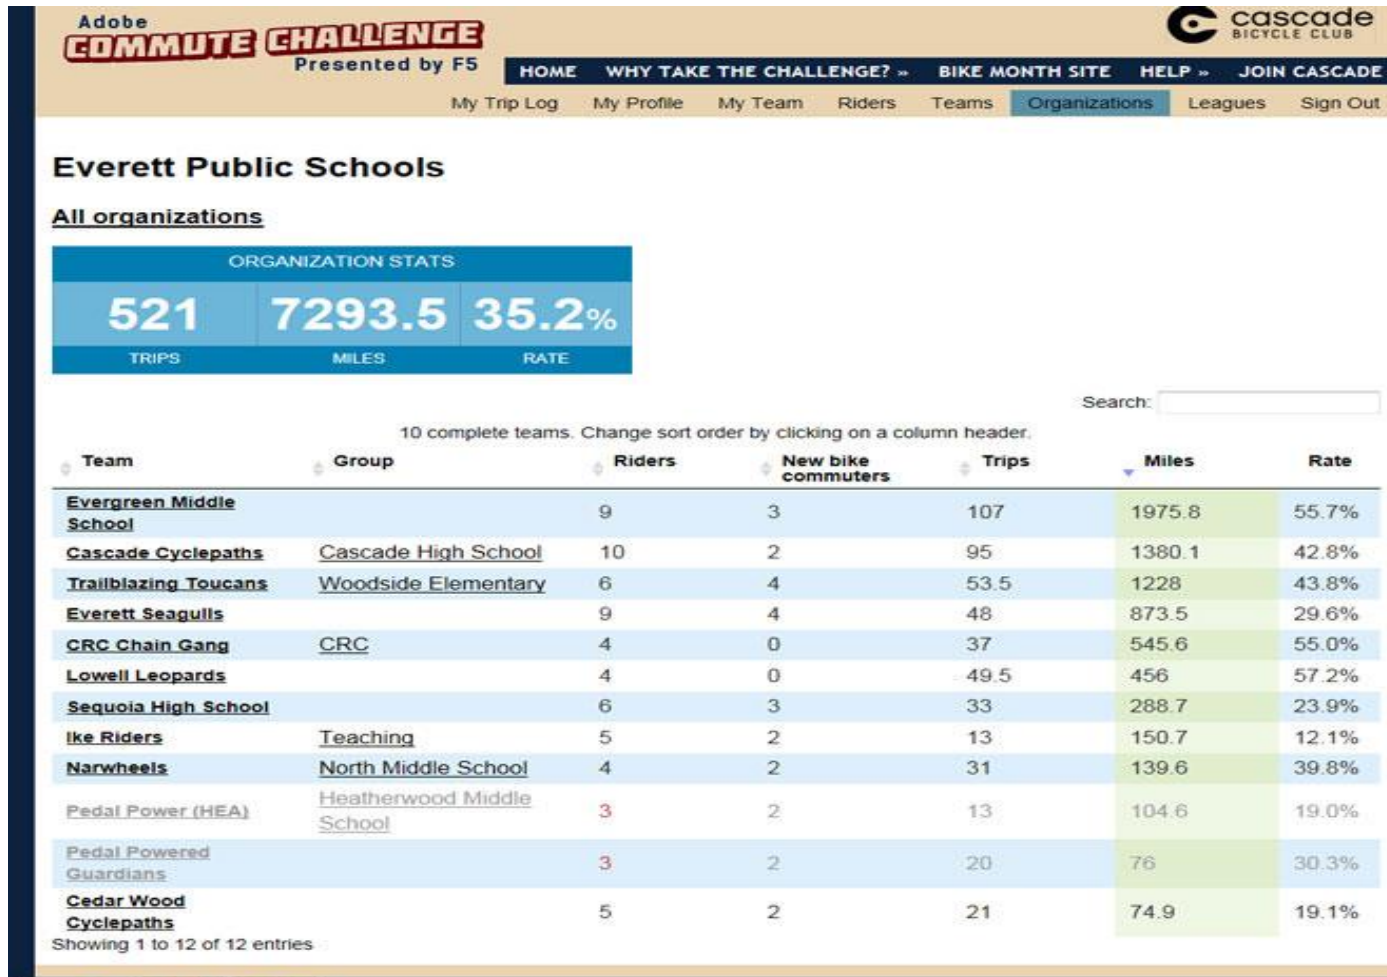 Adobe
COMMUTE CHALLENGE
Presented by F5
cascade
BICYCLE CLUB
HOME WHY TAKE THE CHALLENGE? » BIKE MONTH SITE HELP » JOIN CASCADE
My Trip Log My Profile My Team Riders Teams Organizations Leagues Sign Out
Everett Public Schools
All organizations
ORGANIZATION STATS
521 7293.5 35.2%
TRIPS MILES RATE
Search:
10 complete teams. Change sort order by clicking on a column header.
Team Group Riders New bike commuters Trips Miles Rate
Evergreen Middle School 9 3 107 1975.8 55.7%
Cascade Cyclepaths Cascade High School 10 2 95 1380.1 42.8%
Trailblazing Toucans Woodside Elementary 6 4 53.5 1228 43.8%
Everett Seagulls 9 4 48 873.5 29.6%
CRC Chain Gang CRC 4 0 37 545.6 55.0%
Lowell Leopards 4 0 49.5 456 57.2%
Sequoia High School 6 3 33 288.7 23.9%
Ike Riders Teaching 5 2 13 150.7 12.1%
Narwheels North Middle School 4 2 31 139.6 39.8%
Pedal Power (HEA) Heatherwood Middle School 3 2 13 104.6 19.0%
Pedal Powered Guardians 3 2 20 76 30.3%
Cedar Wood Cyclepaths 5 2 21 74.9 19.1%
Showing 1 to 12 of 12 entries